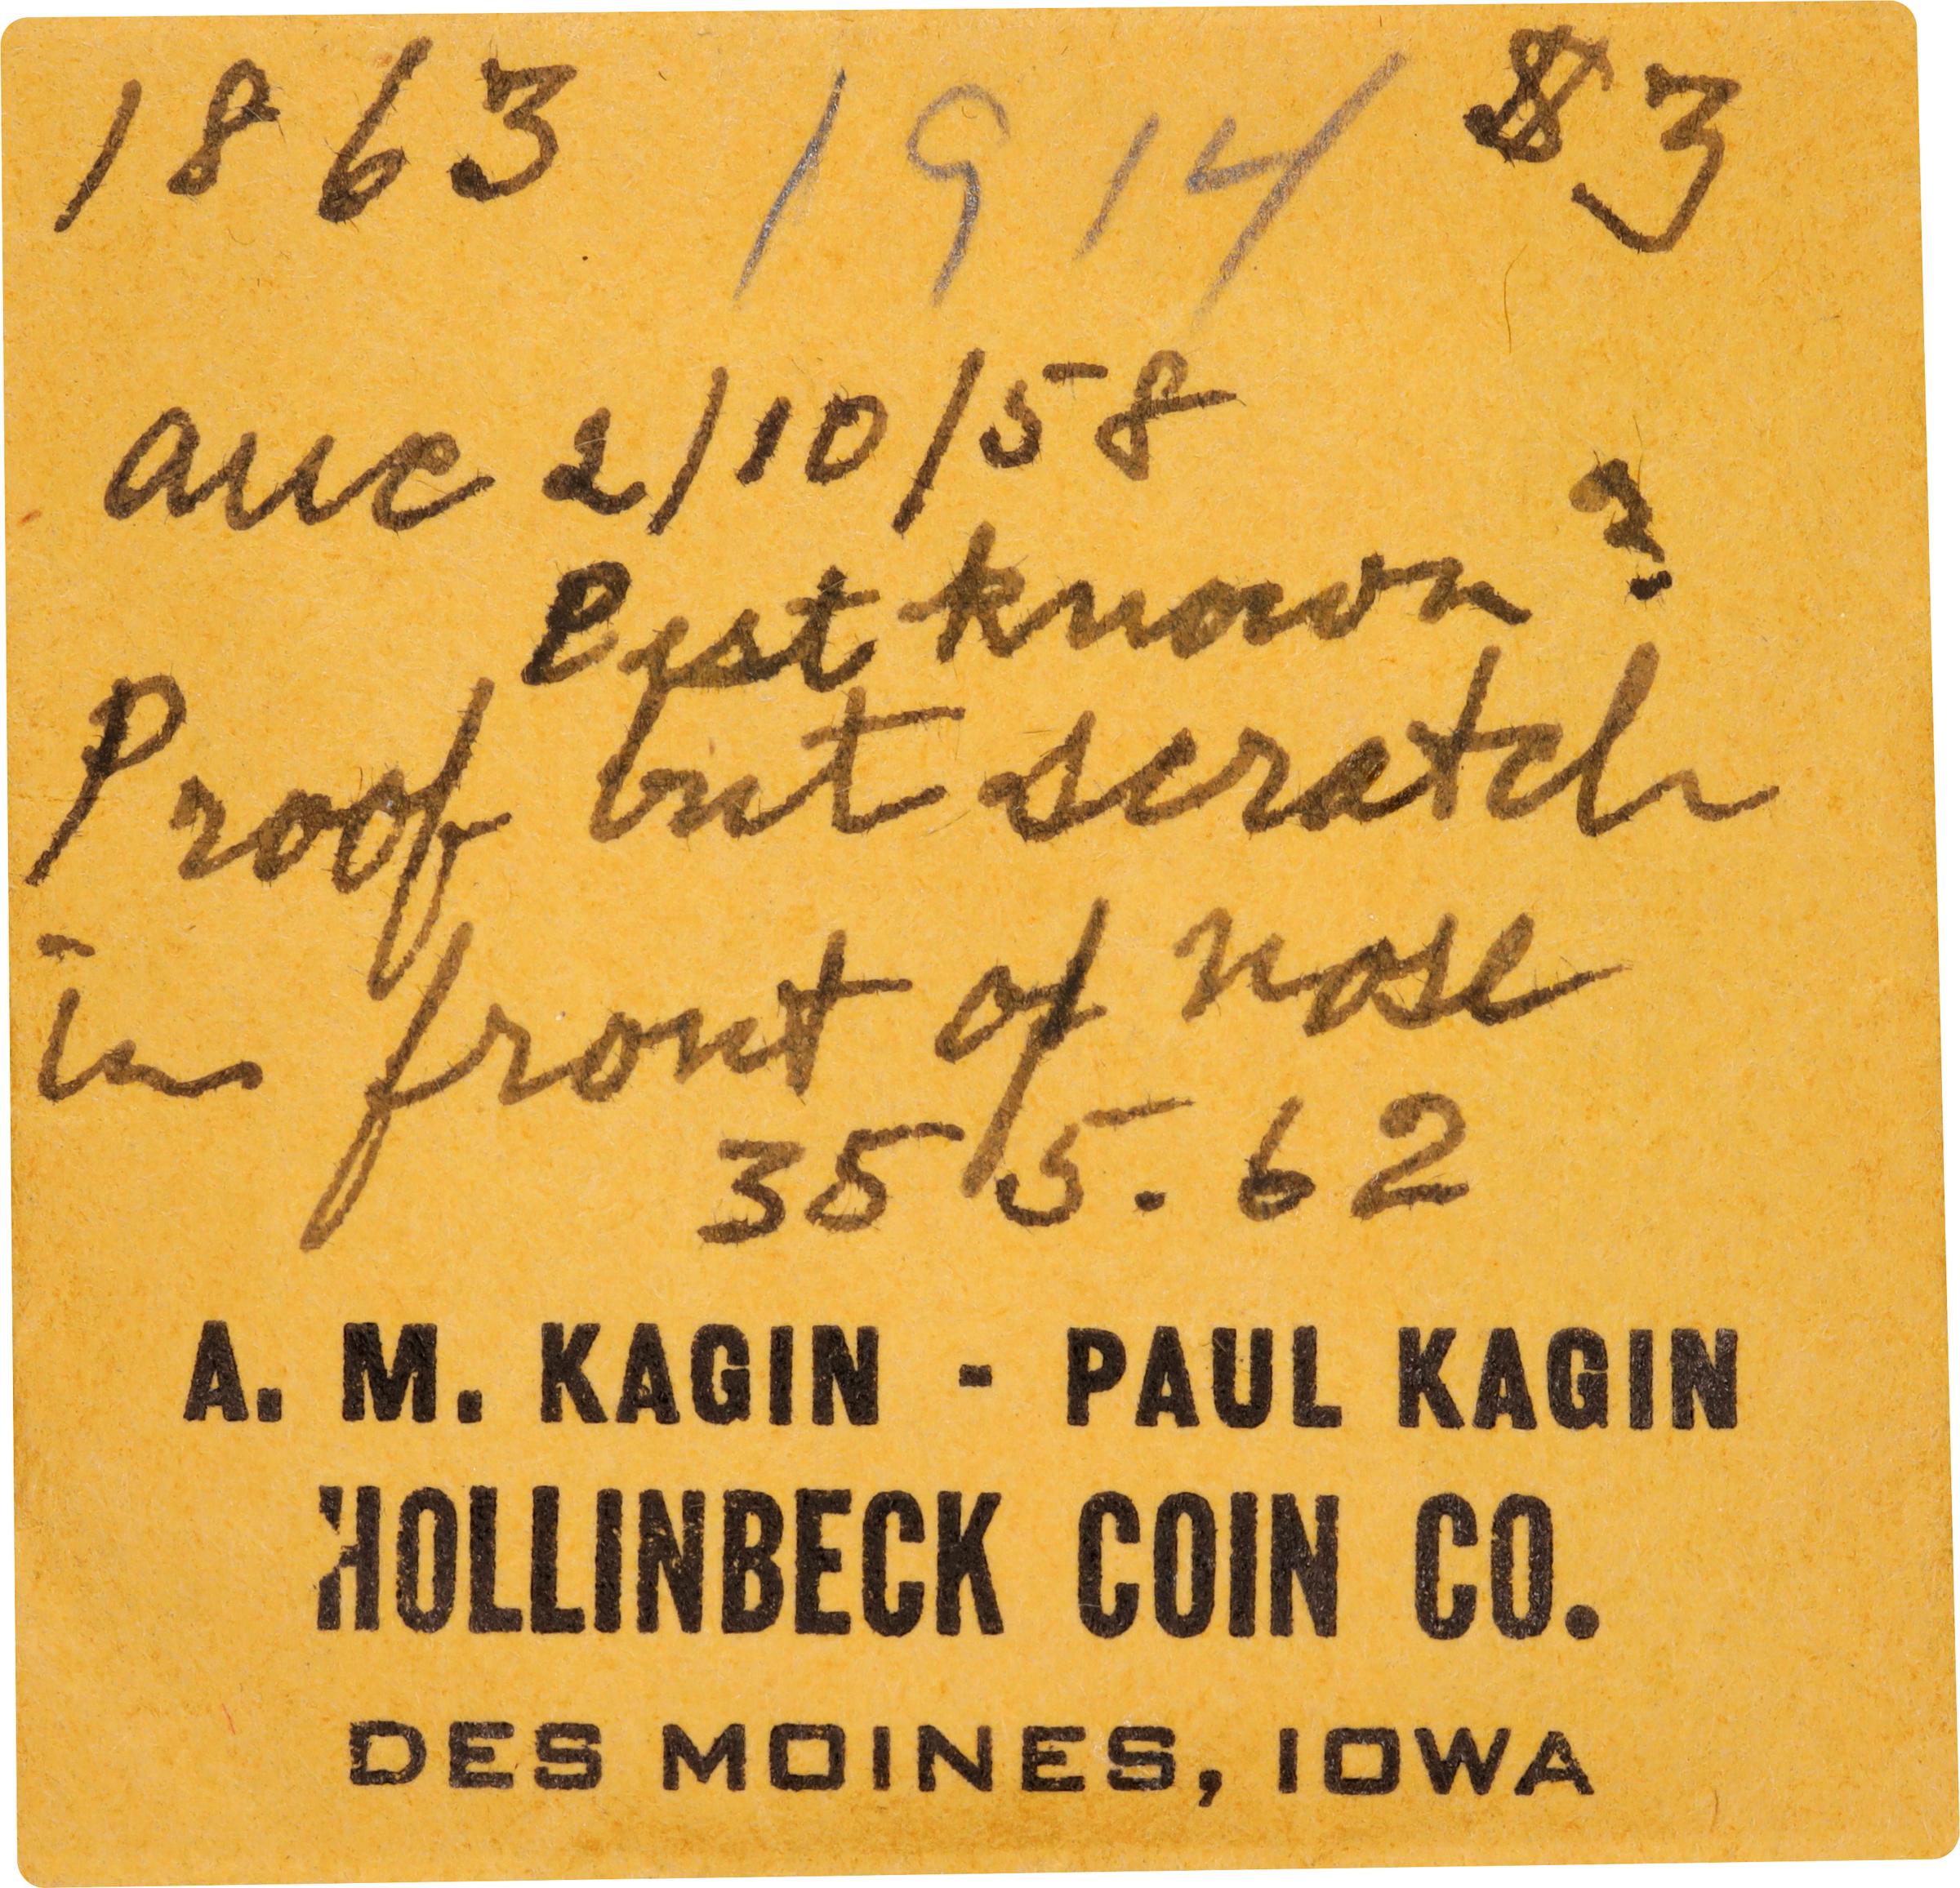 1863 1914 $3
auc 2/10/58
Best known ?
Proof but scratch
in front of nose
355.62
A. M. KAGIN - PAUL KAGIN
HOLLINBECK COIN CO.
DES MOINES, IOWA